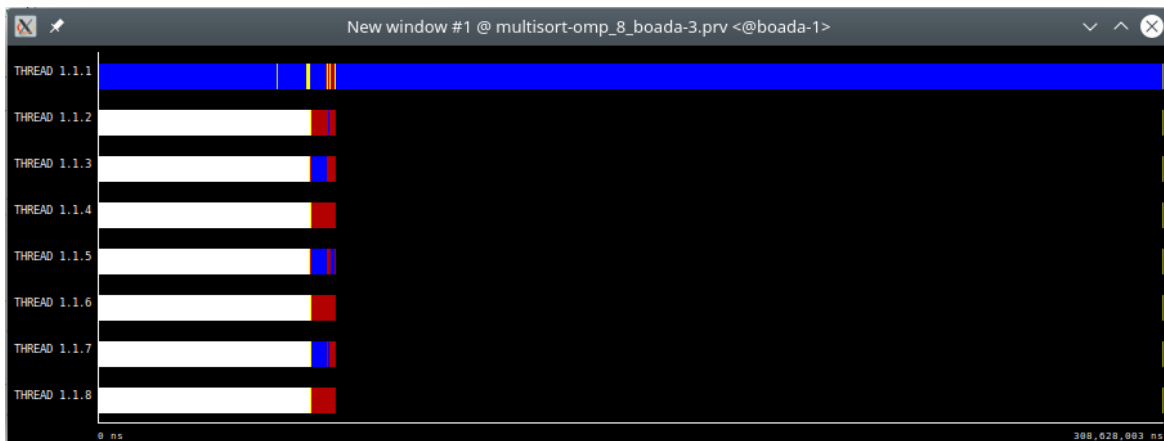 New window #1 @ multisort-omp_8_boada-3.prv <@boada-1>
THREAD 1.1.1
THREAD 1.1.2
THREAD 1.1.3
THREAD 1.1.4
THREAD 1.1.5
THREAD 1.1.6
THREAD 1.1.7
THREAD 1.1.8
0 ns 308,628,003 ns